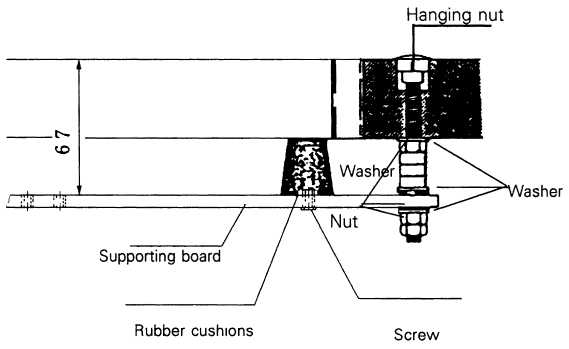 Hanging nut
67
Washer
Washer
Nut
Supporting board
Rubber cushions
Screw